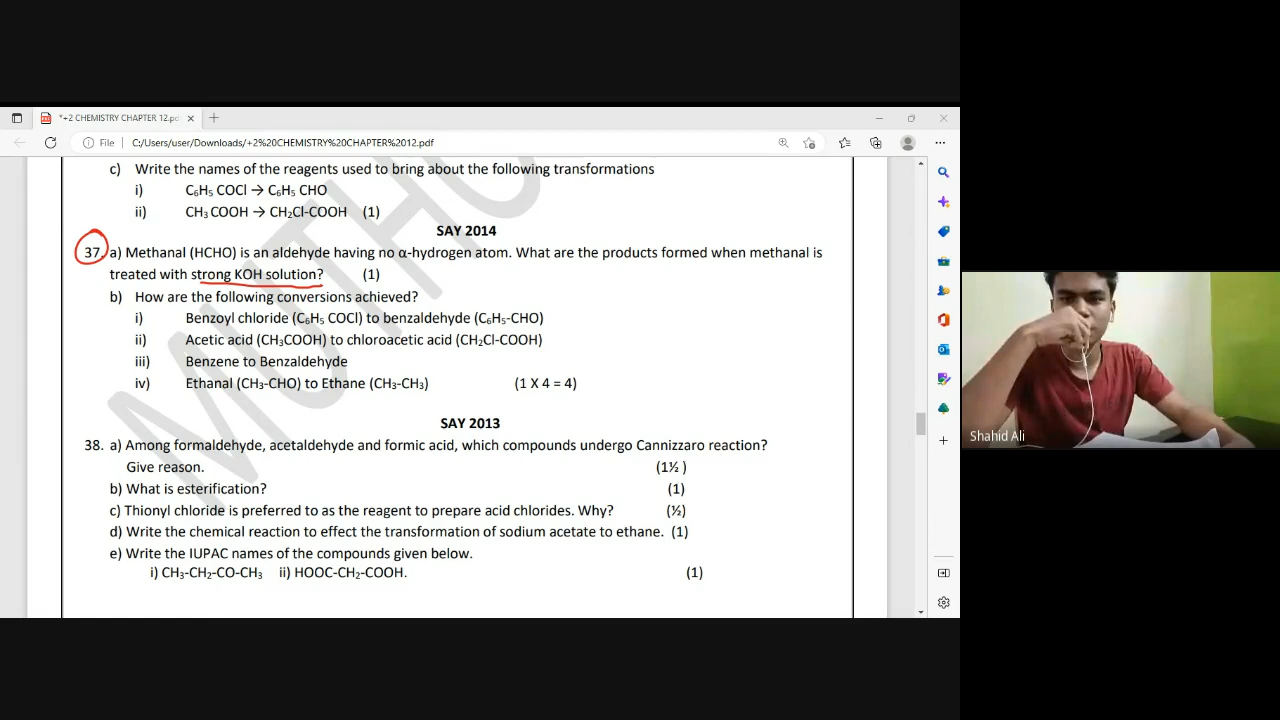 *+2 CHEMISTRY CHAPTER 12.pd
File
C:/Users/user/Downloads/+2%20CHEMISTRY%20CHAPTER%2012.pdf
c) Write the names of the reagents used to bring about the following transformations
i) C₆H₅ COCl → C₆H₅ CHO
ii) CH₃ COOH → CH₂Cl-COOH (1)
SAY 2014
37. a) Methanal (HCHO) is an aldehyde having no α-hydrogen atom. What are the products formed when methanal is
treated with strong KOH solution? (1)
b) How are the following conversions achieved?
i) Benzoyl chloride (C₆H₅ COCl) to benzaldehyde (C₆H₅-CHO)
ii) Acetic acid (CH₃COOH) to chloroacetic acid (CH₂Cl-COOH)
iii) Benzene to Benzaldehyde
iv) Ethanal (CH₃-CHO) to Ethane (CH₃-CH₃) (1 X 4 = 4)
SAY 2013
38. a) Among formaldehyde, acetaldehyde and formic acid, which compounds undergo Cannizzaro reaction?
Give reason. (1½ )
b) What is esterification? (1)
c) Thionyl chloride is preferred to as the reagent to prepare acid chlorides. Why? (½)
d) Write the chemical reaction to effect the transformation of sodium acetate to ethane. (1)
e) Write the IUPAC names of the compounds given below.
i) CH₃-CH₂-CO-CH₃ ii) HOOC-CH₂-COOH. (1)
MUTHO
Shahid Ali